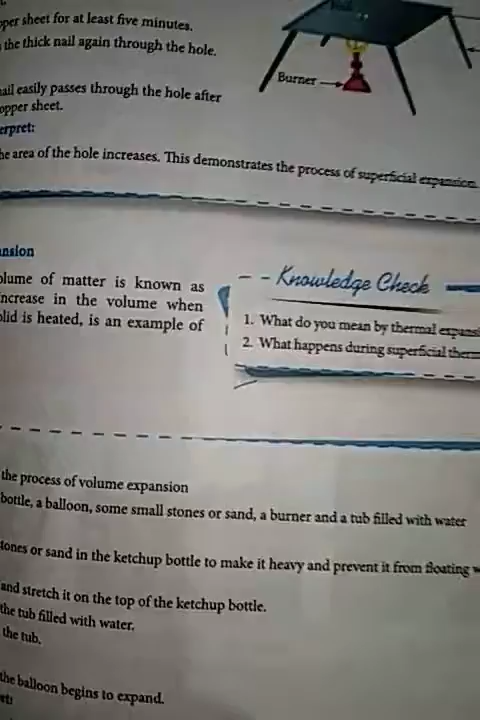 per sheet for at least five minutes.
the thick nail again through the hole.
Burner
ail easily passes through the hole after
opper sheet.
erpret:
he area of the hole increases. This demonstrates the process of superficial expansion.
ansion
olume of matter is known as
ncrease in the volume when
olid is heated, is an example of
Knowledge Check
1. What do you mean by thermal expansi
2. What happens during superficial therm
the process of volume expansion
bottle, a balloon, some small stones or sand, a burner and a tub filled with water
tones or sand in the ketchup bottle to make it heavy and prevent it from floating w
and stretch it on the top of the ketchup bottle.
the tub filled with water.
the tub.
the balloon begins to expand.